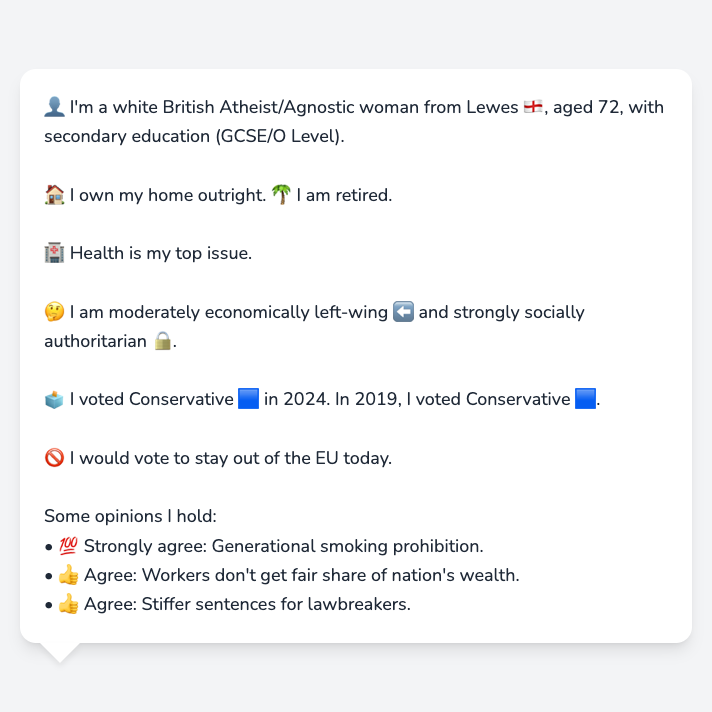 👤 I'm a white British Atheist/Agnostic woman from Lewes 🏴󠁧󠁢󠁥󠁮󠁧󠁿, aged 72, with
secondary education (GCSE/O Level).
🏠 I own my home outright. 🌴 I am retired.
🏥 Health is my top issue.
🤔 I am moderately economically left-wing ⬅️ and strongly socially
authoritarian 🔒.
🗳️ I voted Conservative 🟦 in 2024. In 2019, I voted Conservative 🟦.
🚫 I would vote to stay out of the EU today.
Some opinions I hold:
• 💯 Strongly agree: Generational smoking prohibition.
• 👍 Agree: Workers don't get fair share of nation's wealth.
• 👍 Agree: Stiffer sentences for lawbreakers.